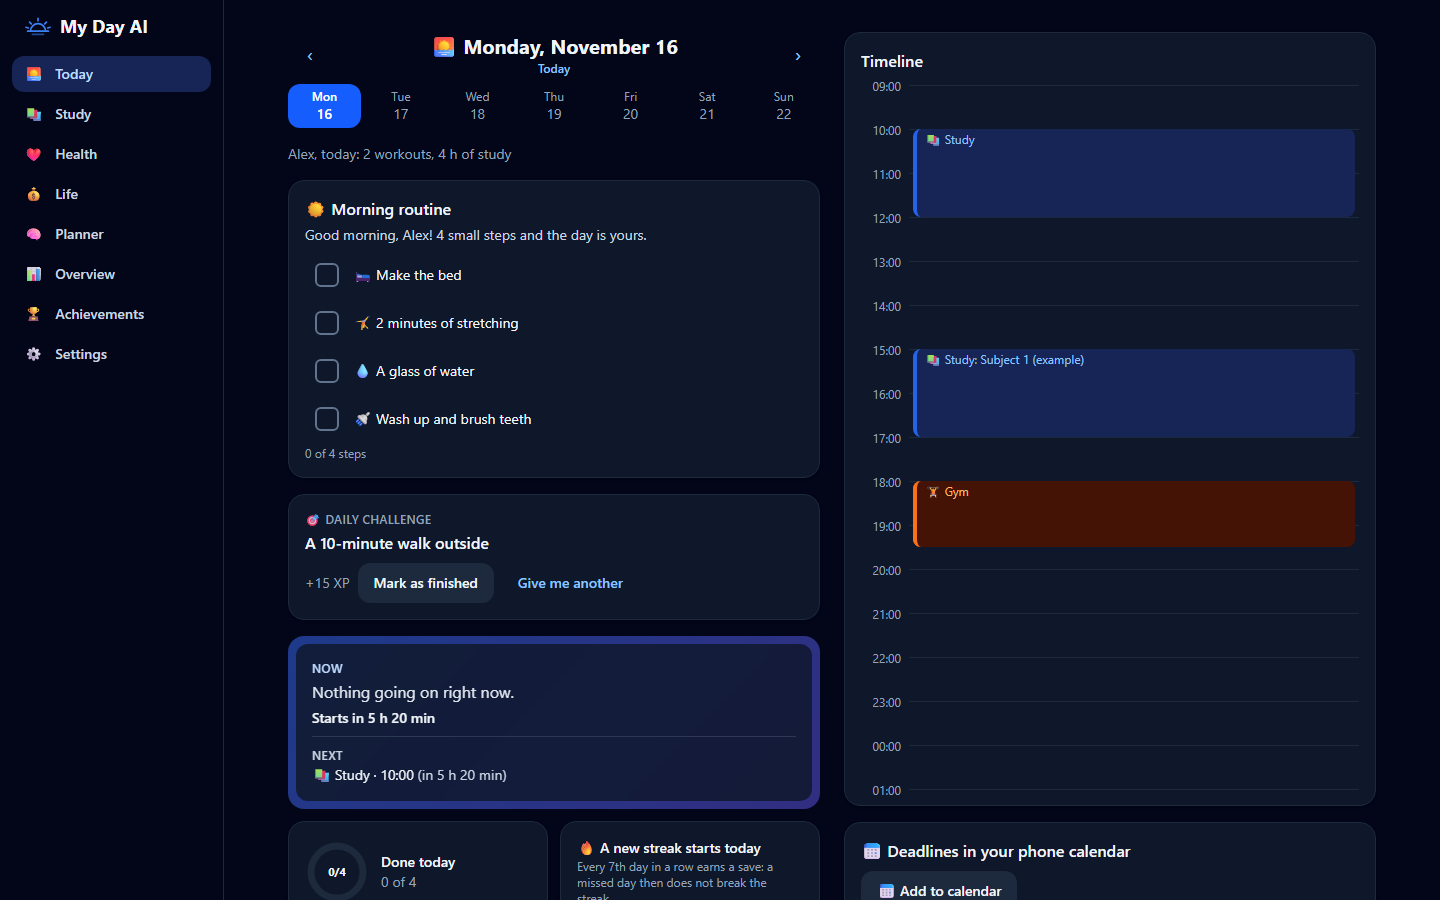 My Day AI
Today
Study
Health
Life
Planner
Overview
Achievements
Settings
‹
Monday, November 16
›
Today
Mon
16
Tue
17
Wed
18
Thu
19
Fri
20
Sat
21
Sun
22
Alex, today: 2 workouts, 4 h of study
Morning routine
Good morning, Alex! 4 small steps and the day is yours.
Make the bed
2 minutes of stretching
A glass of water
Wash up and brush teeth
0 of 4 steps
DAILY CHALLENGE
A 10-minute walk outside
+15 XP
Mark as finished
Give me another
NOW
Nothing going on right now.
Starts in 5 h 20 min
NEXT
Study · 10:00 (in 5 h 20 min)
0/4
Done today
0 of 4
A new streak starts today
Every 7th day in a row earns a save: a
missed day then does not break the
streak.
Timeline
09:00
10:00
Study
11:00
12:00
13:00
14:00
15:00
Study: Subject 1 (example)
16:00
17:00
18:00
Gym
19:00
20:00
21:00
22:00
23:00
00:00
01:00
Deadlines in your phone calendar
Add to calendar